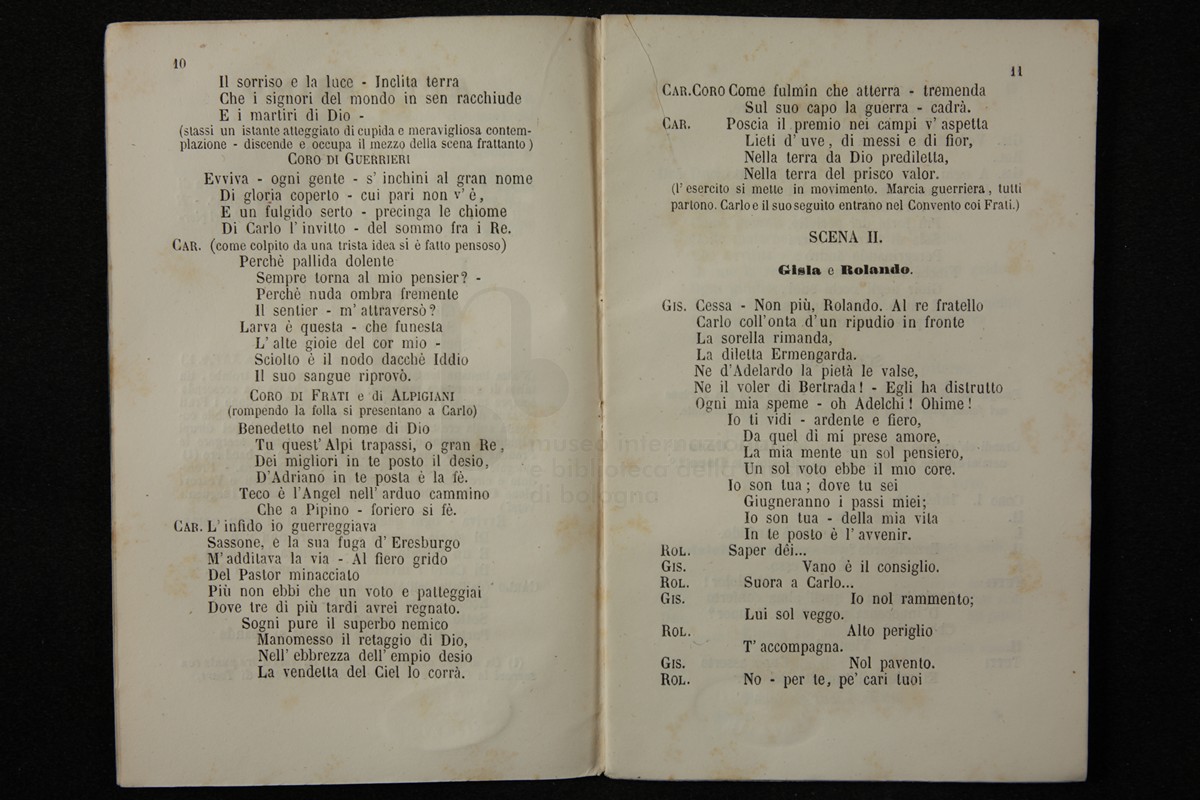 10
Il sorriso e la luce - Inclita terra
Che i signori del mondo in sen racchiude
E i martiri di Dio -
(stassi un istante atteggiato di cupida e meravigliosa contem-
plazione - discende e occupa il mezzo della scena frattanto)
CORO DI GUERRIERI
Evviva - ogni gente - s' inchini al gran nome
Di gloria coperto - cui pari non v' è,
E un fulgido serto - precinga le chiome
Di Carlo l' invitto - del sommo fra i Re.
CAR. (come colpito da una trista idea si è fatto pensoso)
Perchè pallida dolente
Sempre torna al mio pensier? -
Perchè nuda ombra fremente
Il sentier - m' attraversò?
Larva è questa - che funesta
L' alte gioie del cor mio -
Sciolto è il nodo dacchè Iddio
Il suo sangue riprovò.
CORO DI FRATI e di ALPIGIANI
(rompendo la folla si presentano a Carlo)
Benedetto nel nome di Dio
Tu quest' Alpi trapassi, o gran Re,
Dei migliori in te posto il desio,
D'Adriano in te posta è la fè.
Teco è l'Angel nell' arduo cammino
Che a Pipino - foriero si fè.
CAR. L' infido io guerreggiava
Sassone, e la sua fuga d' Eresburgo
M' additava la via - Al fiero grido
Del Pastor minacciato
Più non ebbi che un voto e patteggiai
Dove tre dì più tardi avrei regnato.
Sogni pure il superbo nemico
Manomesso il retaggio di Dio,
Nell' ebbrezza dell' empio desio
La vendetta del Ciel lo corrà.
11
CAR. CORO Come fulmin che atterra - tremenda
Sul suo capo la guerra - cadrà.
CAR. Poscia il premio nei campi v' aspetta
Lieti d' uve, di messi e di fior,
Nella terra da Dio prediletta,
Nella terra del prisco valor.
(l' esercito si mette in movimento. Marcia guerriera, tutti
partono. Carlo e il suo seguito entrano nel Convento coi Frati.)
SCENA II.
Gisla e Rolando.
GIS. Cessa - Non più, Rolando. Al re fratello
Carlo coll'onta d'un ripudio in fronte
La sorella rimanda,
La diletta Ermengarda.
Ne d'Adelardo la pietà le valse,
Ne il voler di Bertrada! - Egli ha distrutto
Ogni mia speme - oh Adelchi! Ohime!
Io ti vidi - ardente e fiero,
Da quel dì mi prese amore,
La mia mente un sol pensiero,
Un sol voto ebbe il mio core.
Io son tua; dove tu sei
Giugneranno i passi miei;
Io son tua - della mia vita
In te posto è l' avvenir.
ROL. Saper dèi...
GIS. Vano è il consiglio.
ROL. Suora a Carlo...
GIS. Io nol rammento;
Lui sol veggo.
ROL. Alto periglio
T' accompagna.
GIS. Nol pavento.
ROL. No - per te, pe' cari tuoi
museo internazio
e biblioteca della
di bologna